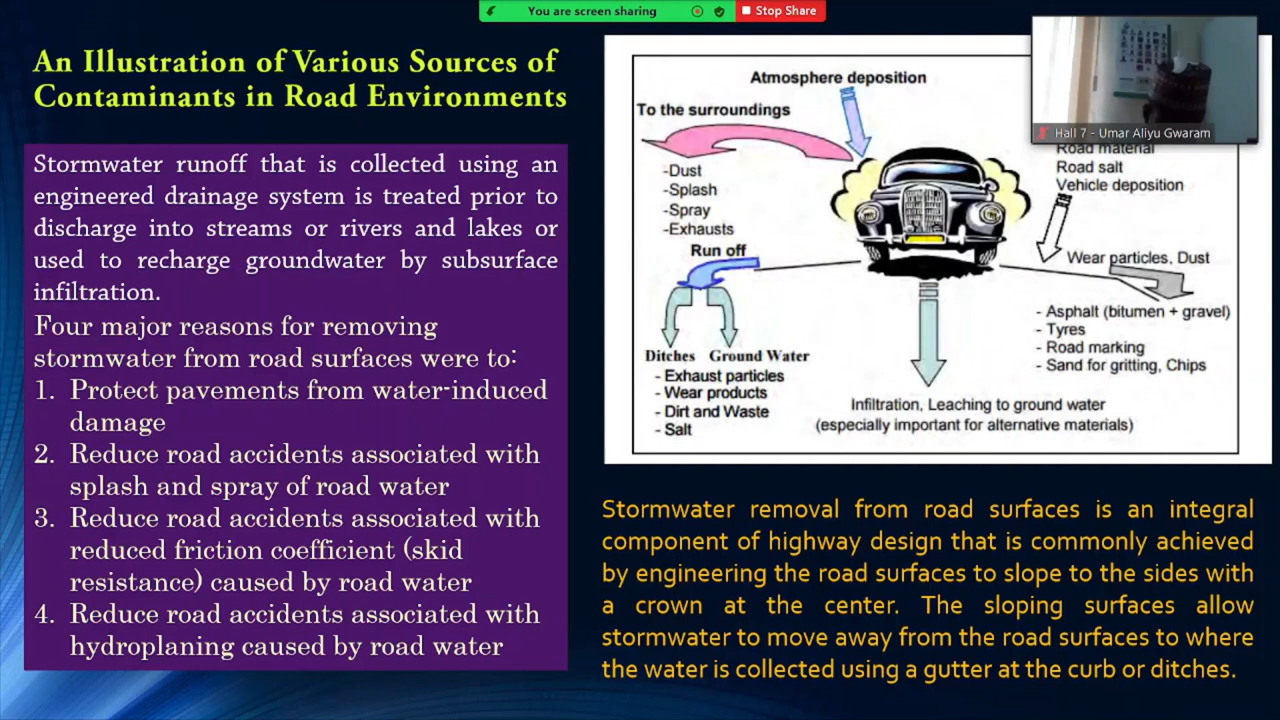 You are screen sharing
Stop Share
An Illustration of Various Sources of
Contaminants in Road Environments
Stormwater runoff that is collected using an
engineered drainage system is treated prior to
discharge into streams or rivers and lakes or
used to recharge groundwater by subsurface
infiltration.
Four major reasons for removing
stormwater from road surfaces were to:
1. Protect pavements from water-induced
damage
2. Reduce road accidents associated with
splash and spray of road water
3. Reduce road accidents associated with
reduced friction coefficient (skid
resistance) caused by road water
4. Reduce road accidents associated with
hydroplaning caused by road water
Atmosphere deposition
To the surroundings
-Dust
-Splash
-Spray
-Exhausts
Run off
Ditches Ground Water
- Exhaust particles
- Wear products
- Dirt and Waste
- Salt
Hall 7 - Umar Aliyu Gwaram
Road material
Road salt
Vehicle deposition
Wear particles, Dust
- Asphalt (bitumen + gravel)
- Tyres
- Road marking
- Sand for gritting, Chips
Infiltration, Leaching to ground water
(especially important for alternative materials)
Stormwater removal from road surfaces is an integral
component of highway design that is commonly achieved
by engineering the road surfaces to slope to the sides with
a crown at the center. The sloping surfaces allow
stormwater to move away from the road surfaces to where
the water is collected using a gutter at the curb or ditches.